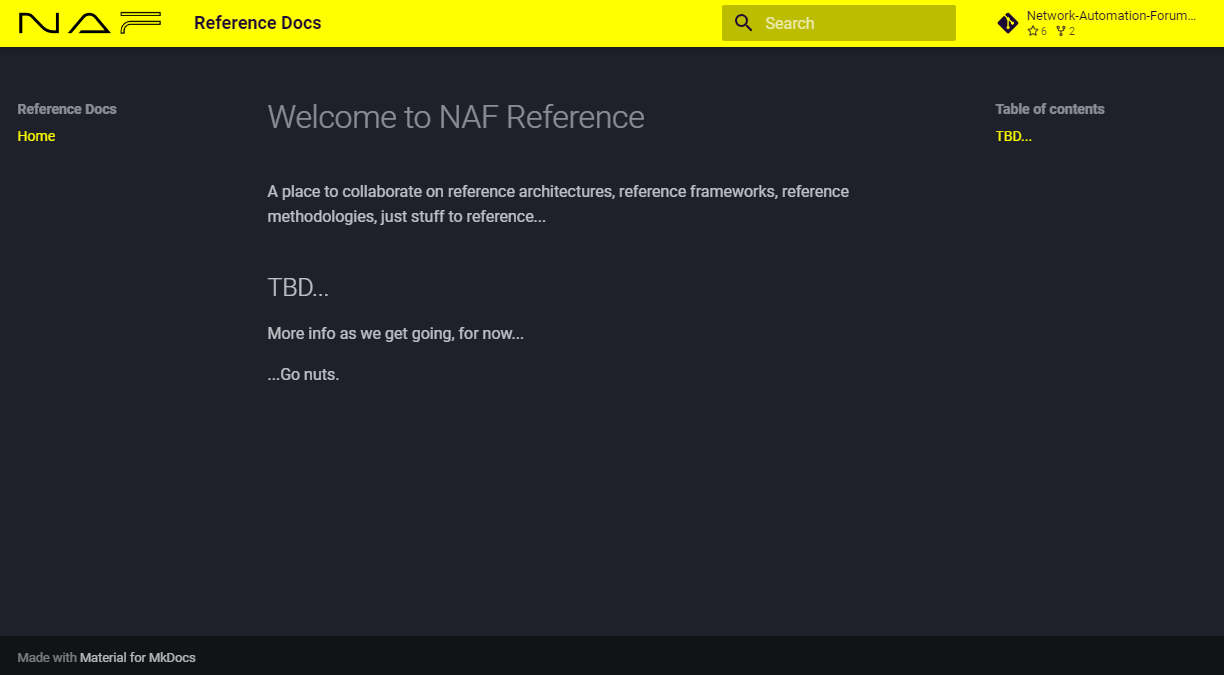 NAF
Reference Docs
Search
Network-Automation-Forum...
6 2
Reference Docs
Home
Welcome to NAF Reference
A place to collaborate on reference architectures, reference frameworks, reference
methodologies, just stuff to reference...
TBD...
More info as we get going, for now...
...Go nuts.
Table of contents
TBD...
Made with Material for MkDocs